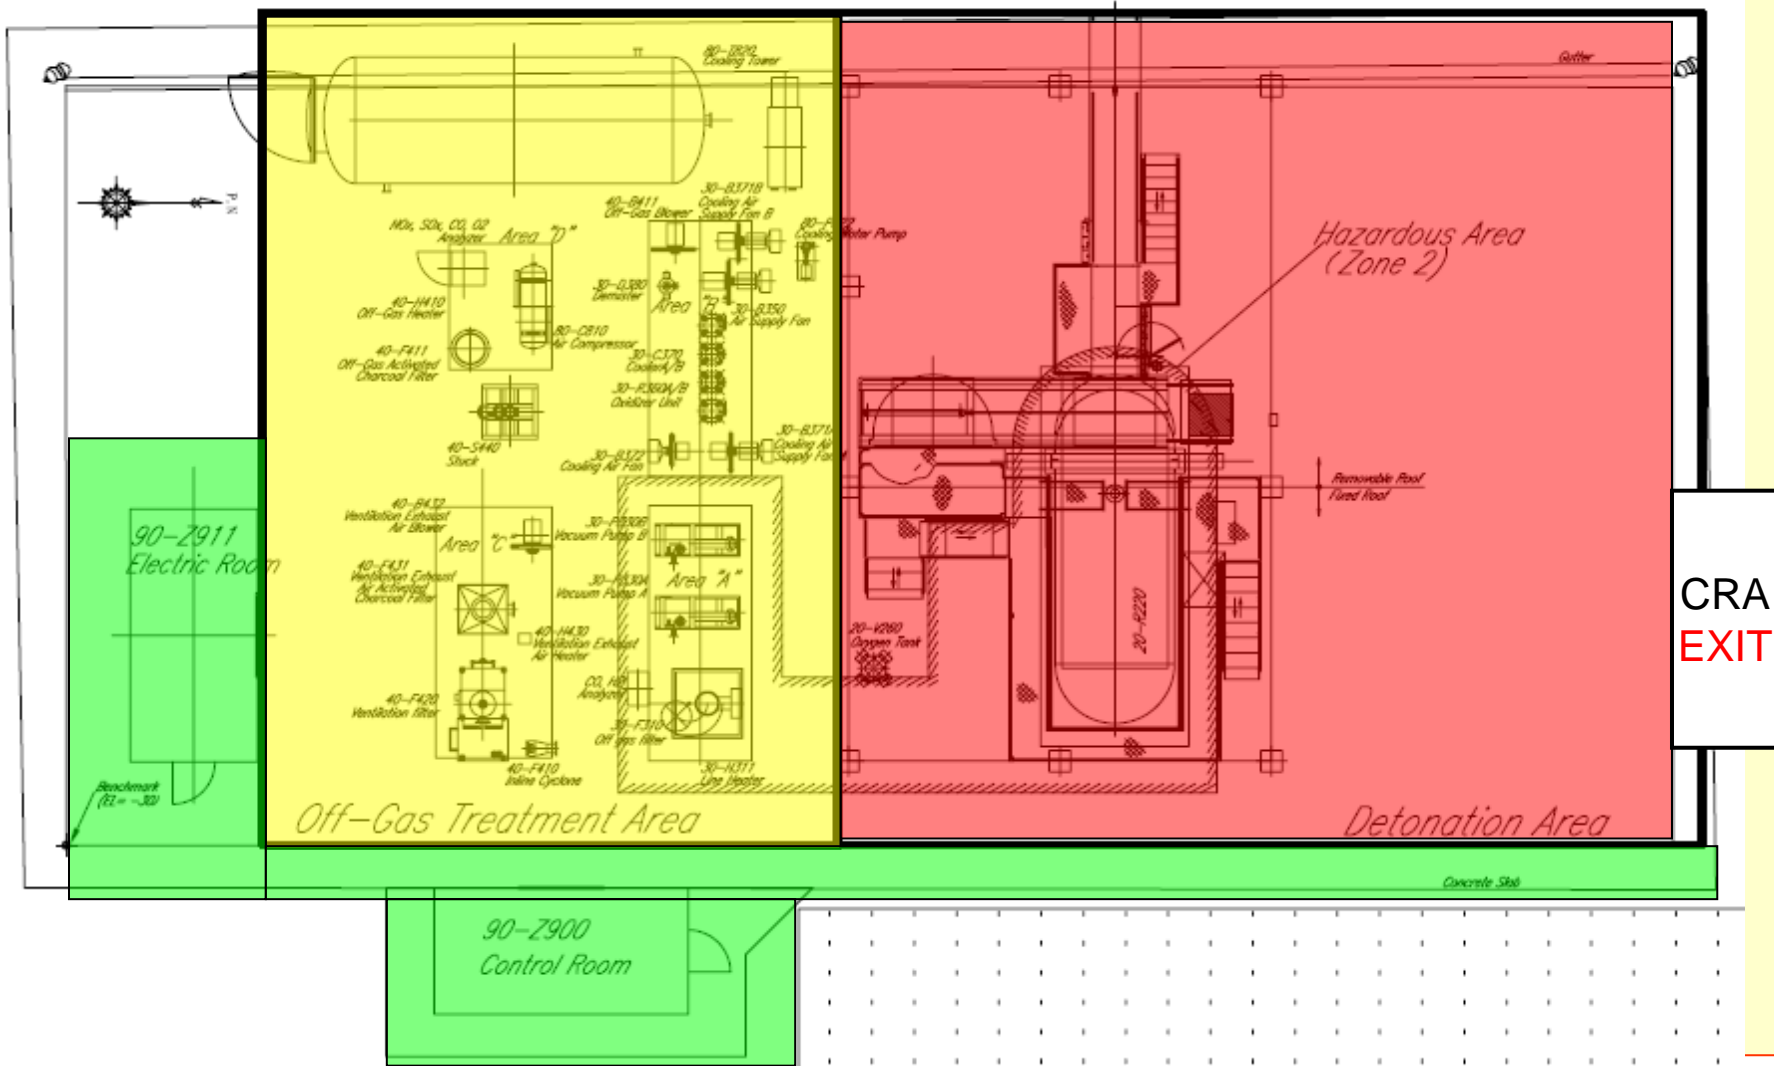 80-T820
Cooling Tower
Gutter
P.N
NOx, SOx, CO, O2
Analyzer
Area "D"
40-B411
Off-Gas Blower
30-B371B
Cooling Air
Supply Fan B
Cooling Water Pump
Hazardous Area
(Zone 2)
40-H410
Off-Gas Heater
30-D380
Demister
Area "B"
30-B350
Air Supply Fan
80-C810
Air Compressor
40-F411
Off-Gas Activated
Charcoal Filter
30-C370
Cooler A/B
30-R360A/B
Oxidizer Unit
40-S440
Stack
30-B372
Cooling Air Fan
30-B371A
Cooling Air
Supply Fan
Removable Roof
Fixed Roof
40-B432
Ventilation Exhaust
Air Blower
Area "C"
30-P330B
Vacuum Pump B
90-Z911
Electric Room
40-F431
Ventilation Exhaust
Air Activated
Charcoal Filter
30-P330A
Vacuum Pump A
Area "A"
CRA
EXIT
20-R220
20-V260
Oxygen Tank
40-H430
Ventilation Exhaust
Air Heater
CO, H2
Analyzer
40-F420
Ventilation filter
30-F310
Off gas filter
40-F410
Inline Cyclone
30-H311
Line Heater
Benchmark
(EL= -30)
Off-Gas Treatment Area
Detonation Area
Concrete Slab
90-Z900
Control Room